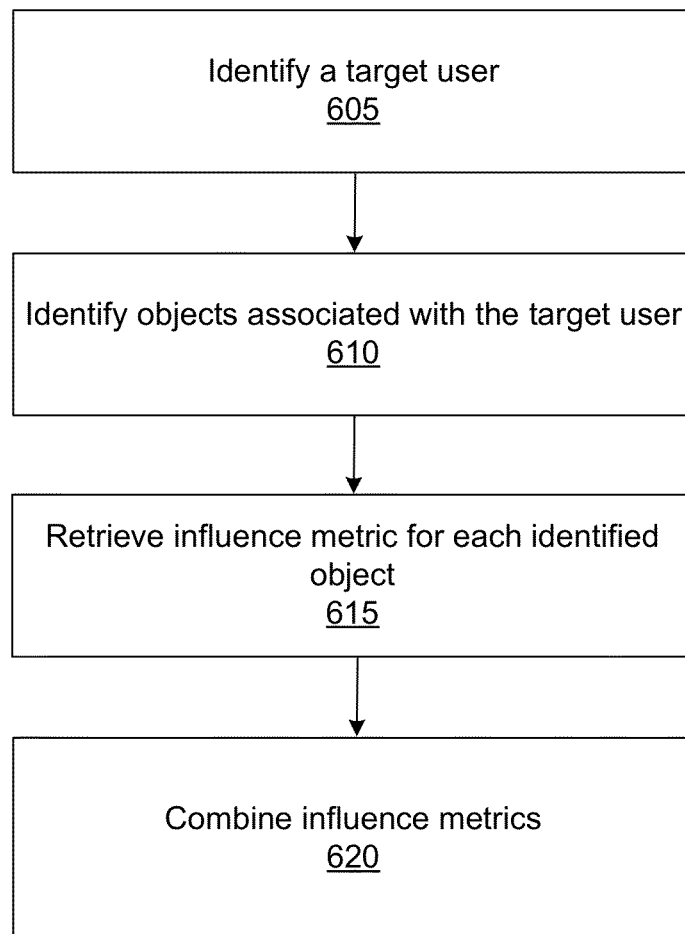 Identify a target user
605
Identify objects associated with the target user
610
Retrieve influence metric for each identified
object
615
Combine influence metrics
620